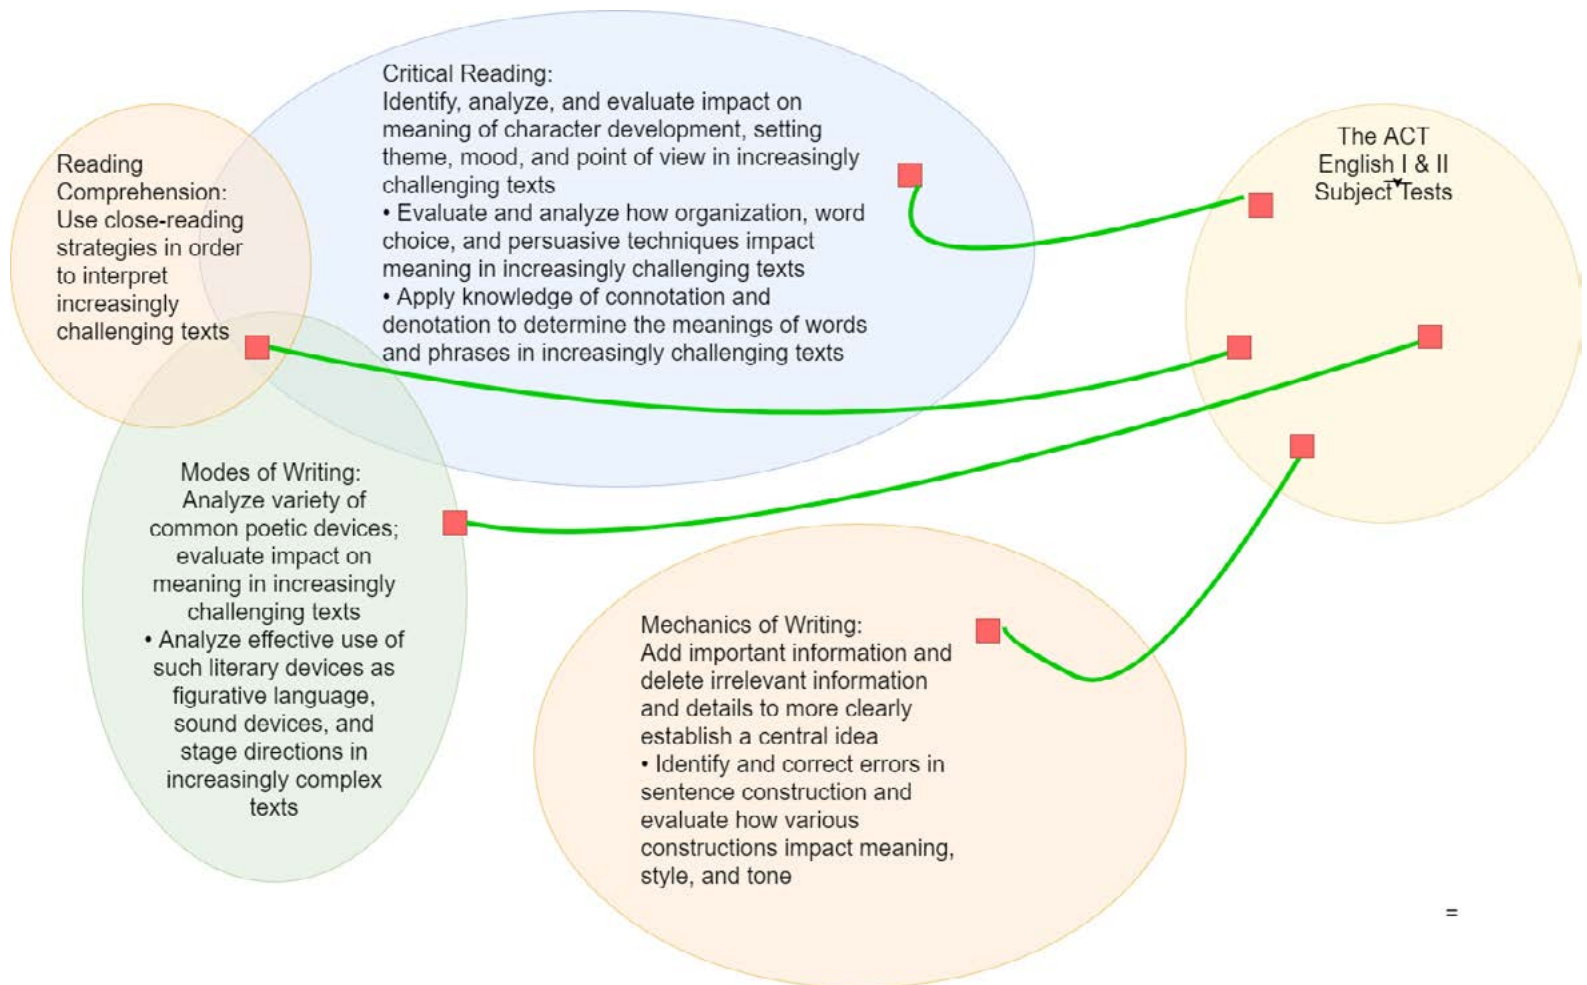 Critical Reading:
Identify, analyze, and evaluate impact on
meaning of character development, setting
theme, mood, and point of view in increasingly
challenging texts
• Evaluate and analyze how organization, word
choice, and persuasive techniques impact
meaning in increasingly challenging texts
• Apply knowledge of connotation and
denotation to determine the meanings of words
and phrases in increasingly challenging texts
Reading
Comprehension:
Use close-reading
strategies in order
to interpret
increasingly
challenging texts
The ACT
English I & II
Subject Tests
Modes of Writing:
Analyze variety of
common poetic devices;
evaluate impact on
meaning in increasingly
challenging texts
• Analyze effective use of
such literary devices as
figurative language,
sound devices, and
stage directions in
increasingly complex
texts
Mechanics of Writing:
Add important information and
delete irrelevant information
and details to more clearly
establish a central idea
• Identify and correct errors in
sentence construction and
evaluate how various
constructions impact meaning,
style, and tone
=